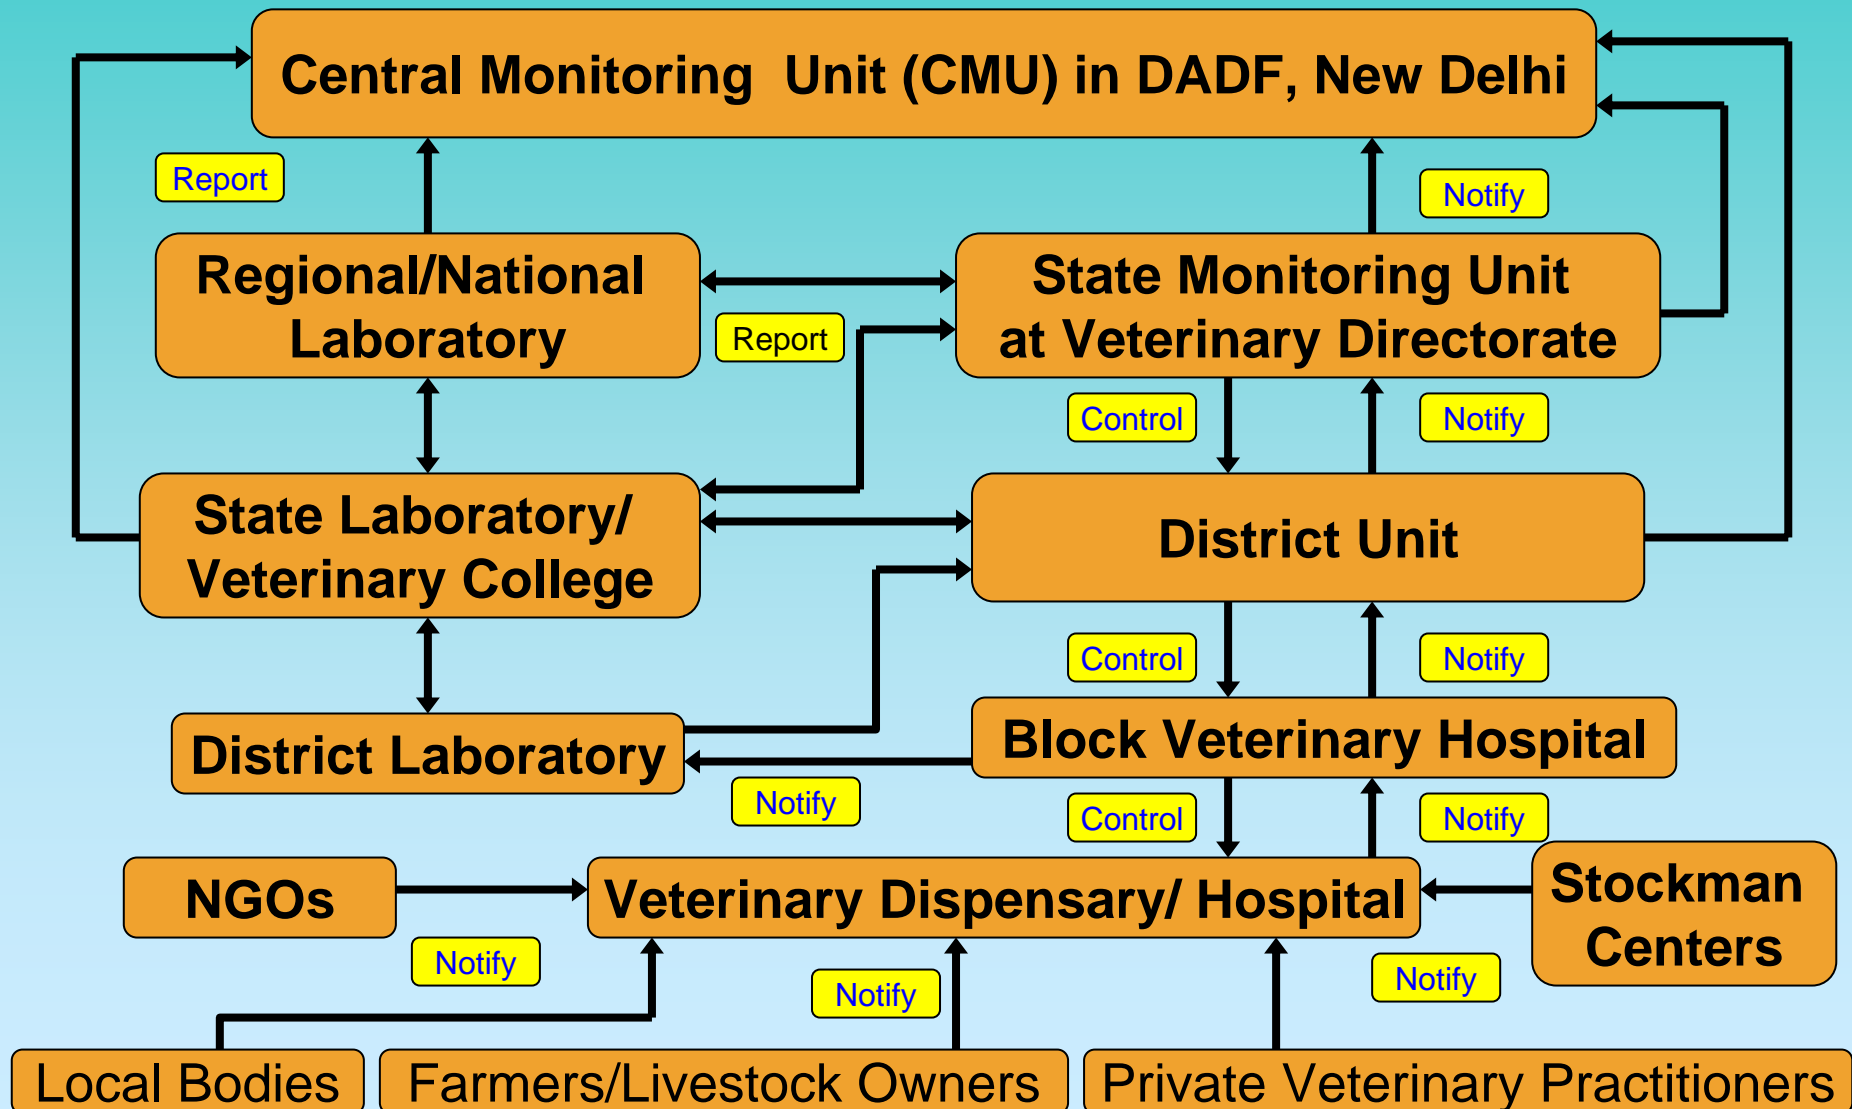 Central Monitoring Unit (CMU) in DADF, New Delhi
Report
Notify
Regional/National
Laboratory
State Monitoring Unit
at Veterinary Directorate
Report
Control
Notify
State Laboratory/
Veterinary College
District Unit
Control
Notify
District Laboratory
Block Veterinary Hospital
Notify
Control
Notify
NGOs
Veterinary Dispensary/ Hospital
Stockman
Centers
Notify
Notify
Notify
Local Bodies
Farmers/Livestock Owners
Private Veterinary Practitioners